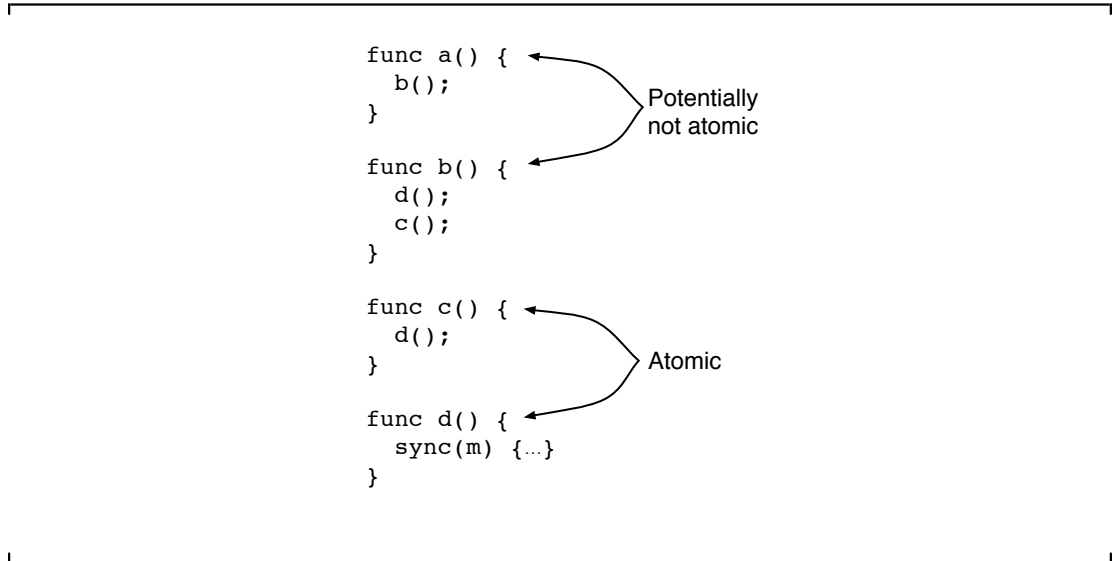 func a() {
  b();
}
Potentially
not atomic
func b() {
  d();
  c();
}
func c() {
  d();
}
Atomic
func d() {
  sync(m) {...}
}